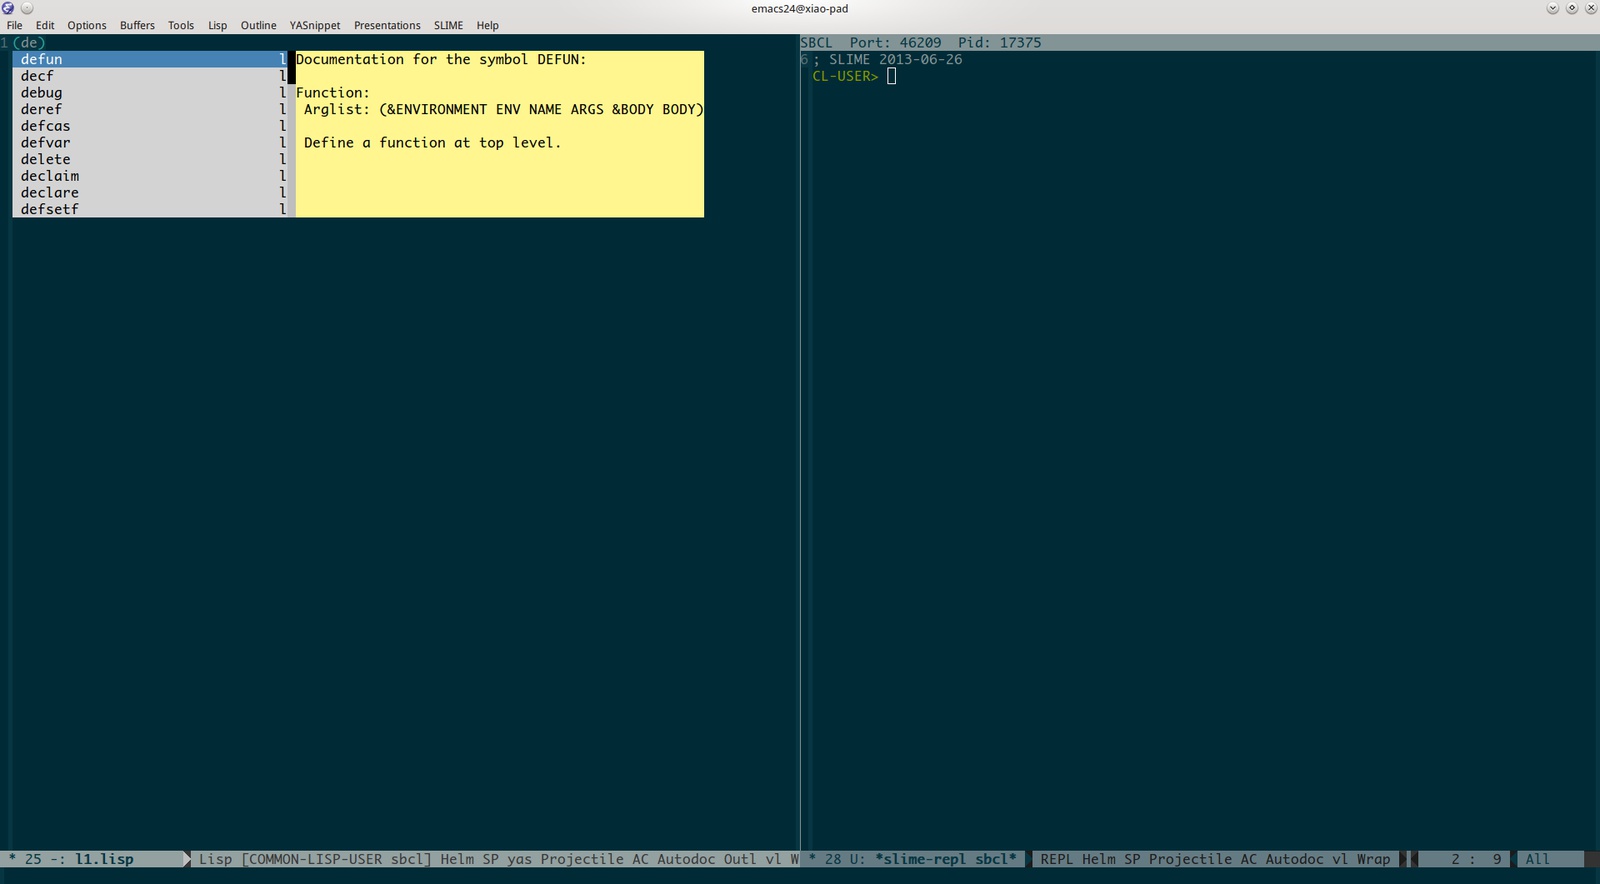 emacs24@xiao-pad
File Edit Options Buffers Tools Lisp Outline YASnippet Presentations SLIME Help
1 (de)
defun l
decf l
debug l
deref l
defcas l
defvar l
delete l
declaim l
declare l
defsetf l
Documentation for the symbol DEFUN:
Function:
Arglist: (&ENVIRONMENT ENV NAME ARGS &BODY BODY)
Define a function at top level.
SBCL Port: 46209 Pid: 17375
6 ; SLIME 2013-06-26
CL-USER>
* 25 -: l1.lisp Lisp [COMMON-LISP-USER sbcl] Helm SP yas Projectile AC Autodoc Outl vl W
* 28 U: *slime-repl sbcl* REPL Helm SP Projectile AC Autodoc vl Wrap 2 : 9 All